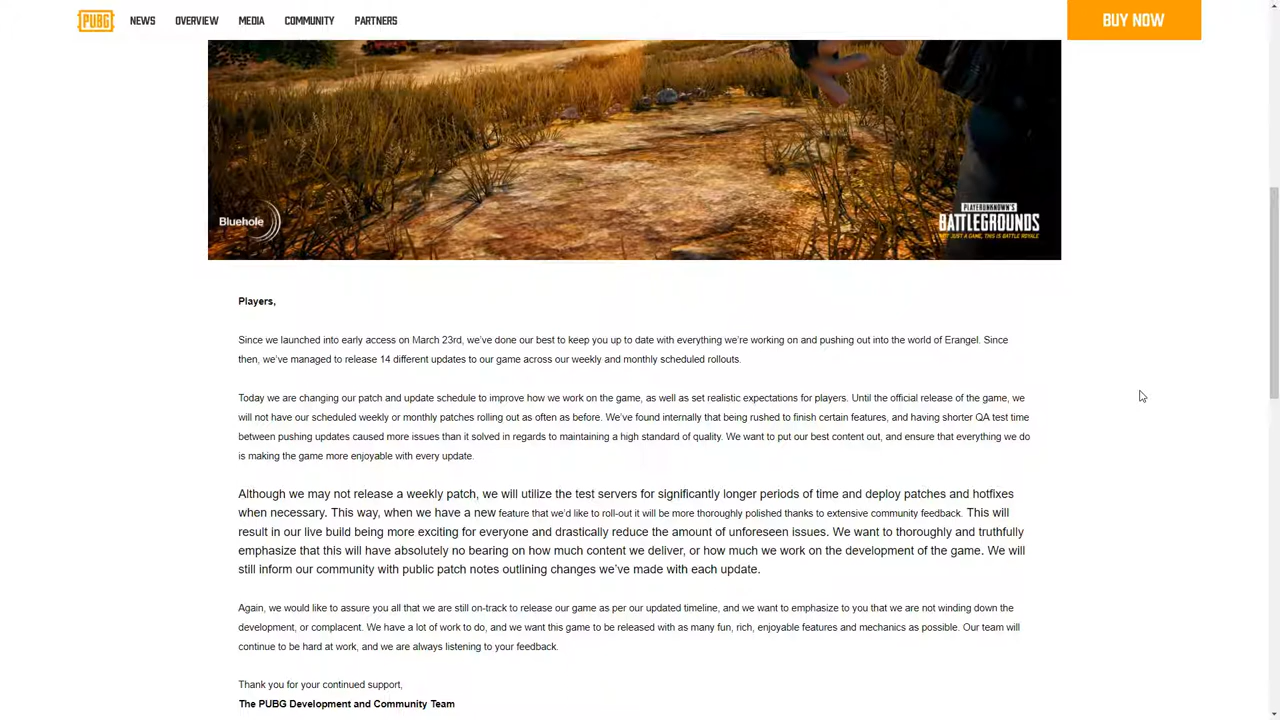 PUBG
NEWS
OVERVIEW
MEDIA
COMMUNITY
PARTNERS
BUY NOW
Bluehole
PLAYERUNKNOWN'S
BATTLEGROUNDS
NOT JUST A GAME, THIS IS BATTLE ROYALE
Players,
Since we launched into early access on March 23rd, we've done our best to keep you up to date with everything we're working on and pushing out into the world of Erangel. Since
then, we've managed to release 14 different updates to our game across our weekly and monthly scheduled rollouts.
Today we are changing our patch and update schedule to improve how we work on the game, as well as set realistic expectations for players. Until the official release of the game, we
will not have our scheduled weekly or monthly patches rolling out as often as before. We've found internally that being rushed to finish certain features, and having shorter QA test time
between pushing updates caused more issues than it solved in regards to maintaining a high standard of quality. We want to put our best content out, and ensure that everything we do
is making the game more enjoyable with every update.
Although we may not release a weekly patch, we will utilize the test servers for significantly longer periods of time and deploy patches and hotfixes
when necessary. This way, when we have a new feature that we'd like to roll-out it will be more thoroughly polished thanks to extensive community feedback. This will
result in our live build being more exciting for everyone and drastically reduce the amount of unforeseen issues. We want to thoroughly and truthfully
emphasize that this will have absolutely no bearing on how much content we deliver, or how much we work on the development of the game. We will
still inform our community with public patch notes outlining changes we've made with each update.
Again, we would like to assure you all that we are still on-track to release our game as per our updated timeline, and we want to emphasize to you that we are not winding down the
development, or complacent. We have a lot of work to do, and we want this game to be released with as many fun, rich, enjoyable features and mechanics as possible. Our team will
continue to be hard at work, and we are always listening to your feedback.
Thank you for your continued support,
The PUBG Development and Community Team